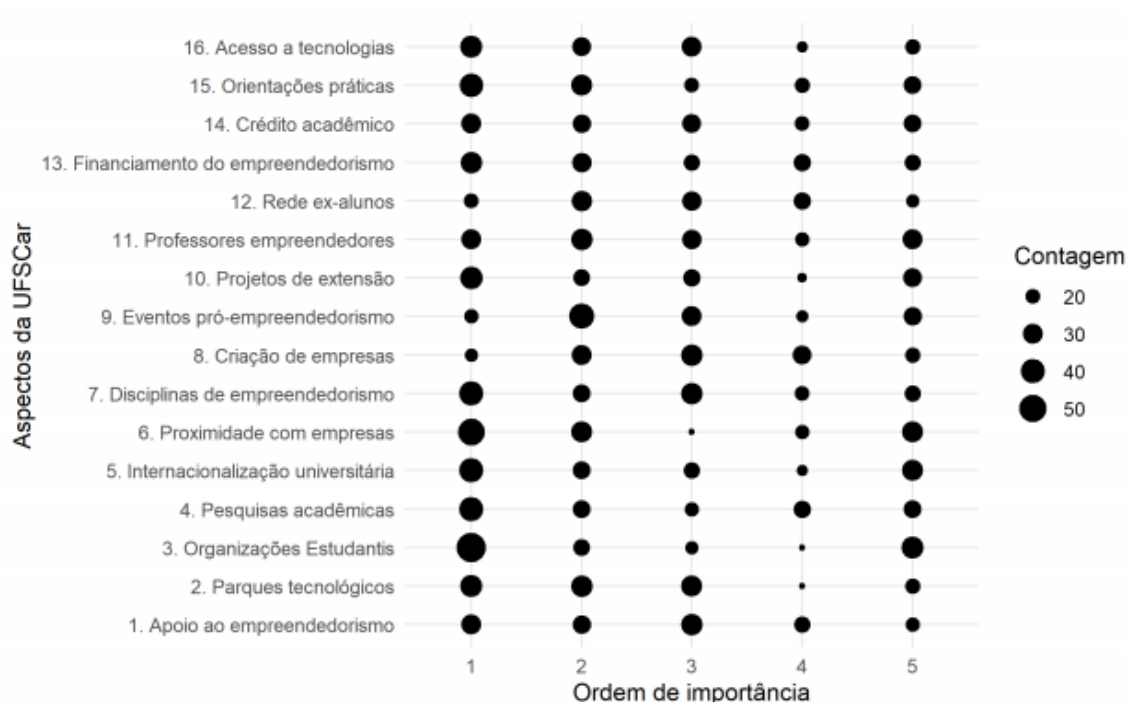 16. Acesso a tecnologias
15. Orientações práticas
14. Crédito acadêmico
13. Financiamento do empreendedorismo
12. Rede ex-alunos
11. Professores empreendedores
10. Projetos de extensão
9. Eventos pró-empreendedorismo
8. Criação de empresas
7. Disciplinas de empreendedorismo
6. Proximidade com empresas
5. Internacionalização universitária
4. Pesquisas acadêmicas
3. Organizações Estudantis
2. Parques tecnológicos
1. Apoio ao empreendedorismo
Aspectos da UFSCar
1 2 3 4 5
Ordem de importância
Contagem
20
30
40
50